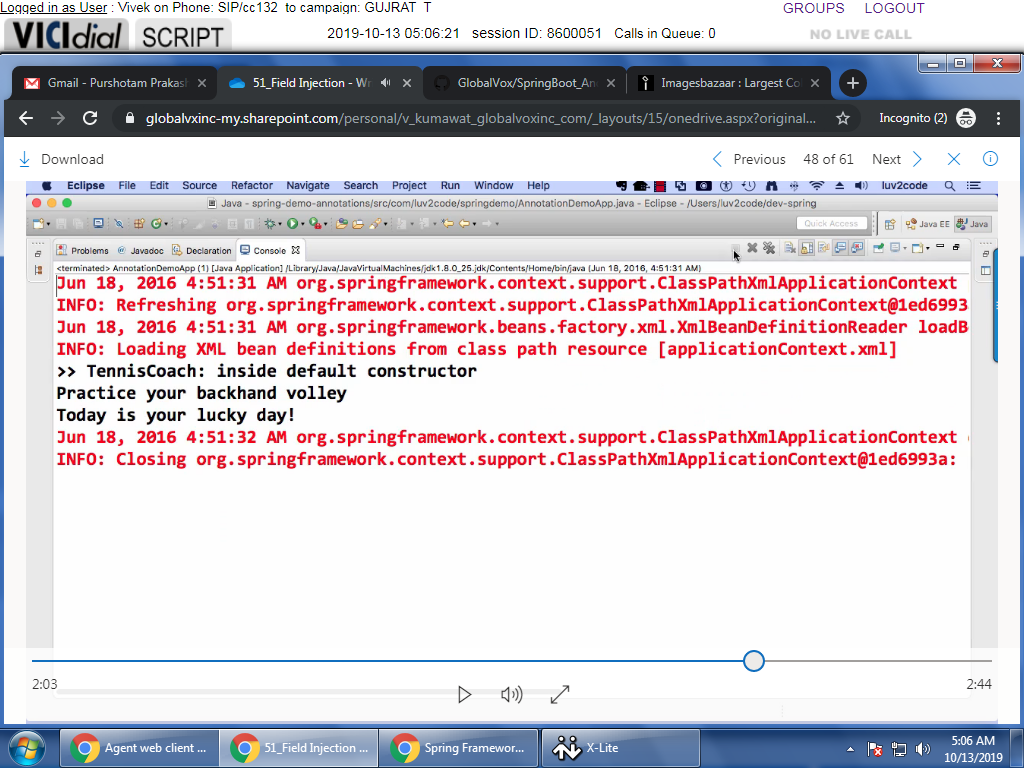 Logged in as User : Vivek on Phone: SIP/cc132 to campaign: GUJRAT_T
GROUPS LOGOUT
VICIdial SCRIPT 2019-10-13 05:06:21 session ID: 8600051 Calls in Queue: 0 NO LIVE CALL
Gmail - Purshotam Prakas
51_Field Injection - Wr
GlobalVox/SpringBoot_An
Imagesbazaar : Largest Co
globalvxinc-my.sharepoint.com/personal/v_kumawat_globalvoxinc_com/_layouts/15/onedrive.aspx?original...
Incognito (2)
Download Previous 48 of 61 Next
Eclipse File Edit Source Refactor Navigate Search Project Run Window Help luv2code
Java - spring-demo-annotations/src/com/luv2code/springdemo/AnnotationDemoApp.java - Eclipse - /Users/luv2code/dev-spring
Quick Access Java EE Java
Problems Javadoc Declaration Console
<terminated> AnnotationDemoApp (1) [Java Application] /Library/Java/JavaVirtualMachines/jdk1.8.0_25.jdk/Contents/Home/bin/java (Jun 18, 2016, 4:51:31 AM)
Jun 18, 2016 4:51:31 AM org.springframework.context.support.ClassPathXmlApplicationContext
INFO: Refreshing org.springframework.context.support.ClassPathXmlApplicationContext@1ed6993
Jun 18, 2016 4:51:31 AM org.springframework.beans.factory.xml.XmlBeanDefinitionReader loadB
INFO: Loading XML bean definitions from class path resource [applicationContext.xml]
>> TennisCoach: inside default constructor
Practice your backhand volley
Today is your lucky day!
Jun 18, 2016 4:51:32 AM org.springframework.context.support.ClassPathXmlApplicationContext
INFO: Closing org.springframework.context.support.ClassPathXmlApplicationContext@1ed6993a:
2:03 2:44
Agent web client ...
51_Field Injection ...
Spring Framewor...
X-Lite
5:06 AM
10/13/2019